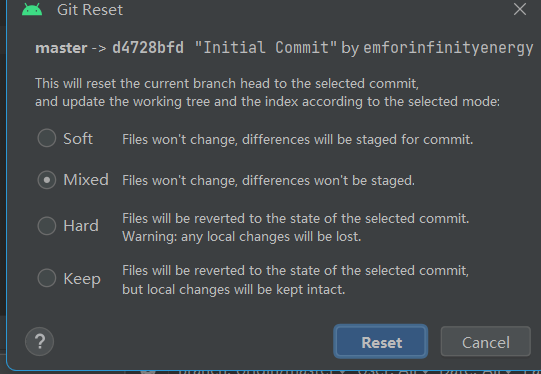 Git Reset
master -> d4728bfd "Initial Commit" by emforinfinityenergy
This will reset the current branch head to the selected commit,
and update the working tree and the index according to the selected mode:
Soft Files won't change, differences will be staged for commit.
Mixed Files won't change, differences won't be staged.
Hard Files will be reverted to the state of the selected commit.
Warning: any local changes will be lost.
Keep Files will be reverted to the state of the selected commit,
but local changes will be kept intact.
? Reset Cancel